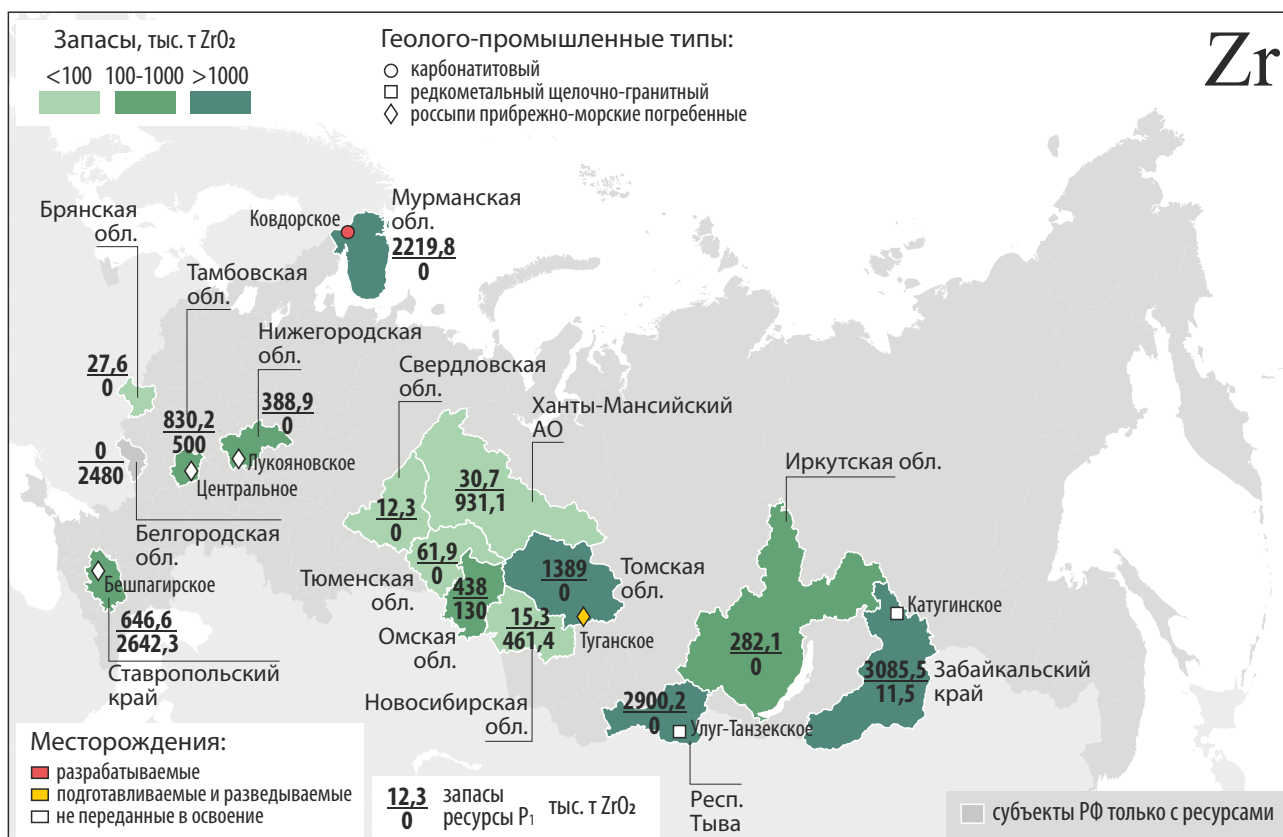 Запасы, тыс. т ZrO₂
<100 100-1000 >1000
Геолого-промышленные типы:
карбонатитовый
редкометальный щелочно-гранитный
россыпи прибрежно-морские погребенные
Zr
Брянская
обл.
27,6
0
Ковдорское
Мурманская
обл.
2219,8
0
Тамбовская
обл.
830,2
500
Центральное
Нижегородская
обл.
388,9
0
Лукояновское
0
2480
Белгородская
обл.
Свердловская
обл.
12,3
0
Ханты-Мансийский
АО
30,7
931,1
Иркутская обл.
282,1
0
Бешпагирское
646,6
2642,3
Ставропольский
край
61,9
0
Тюменская
обл.
438
130
Омская
обл.
1389
0
Томская
обл.
Туганское
15,3
461,4
Новосибирская
обл.
Катугинское
3085,5
11,5
Забайкальский
край
2900,2
0
Улуг-Танзекское
Респ.
Тыва
Месторождения:
разрабатываемые
подготавливаемые и разведываемые
не переданные в освоение
12,3 запасы
0 ресурсы P₁ тыс. т ZrO₂
субъекты РФ только с ресурсами